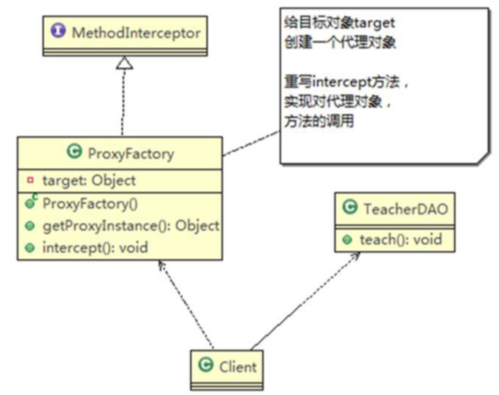 I MethodInterceptor
给目标对象target
创建一个代理对象
重写intercept方法，
实现对代理对象，
方法的调用
C ProxyFactory
target: Object
C ProxyFactory()
getProxyInstance(): Object
intercept(): void
C TeacherDAO
teach(): void
C Client